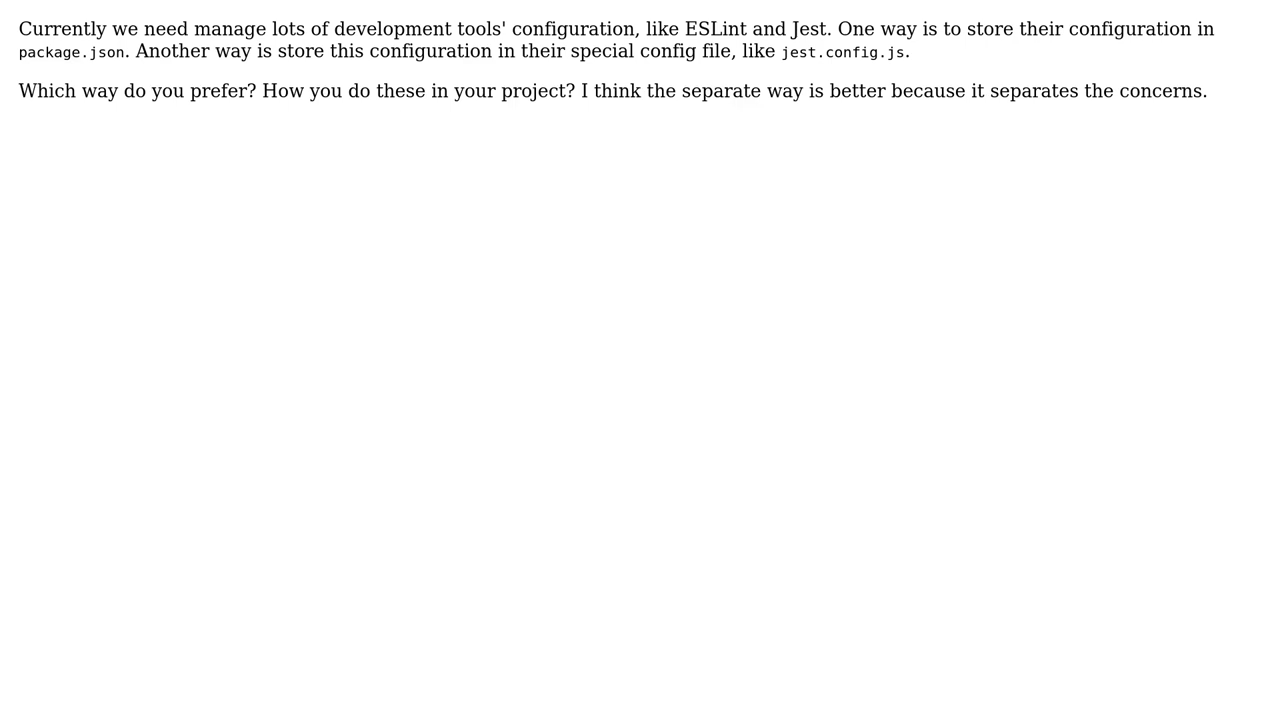 Currently we need manage lots of development tools' configuration, like ESLint and Jest. One way is to store their configuration in
package.json. Another way is store this configuration in their special config file, like jest.config.js.
Which way do you prefer? How you do these in your project? I think the separate way is better because it separates the concerns.